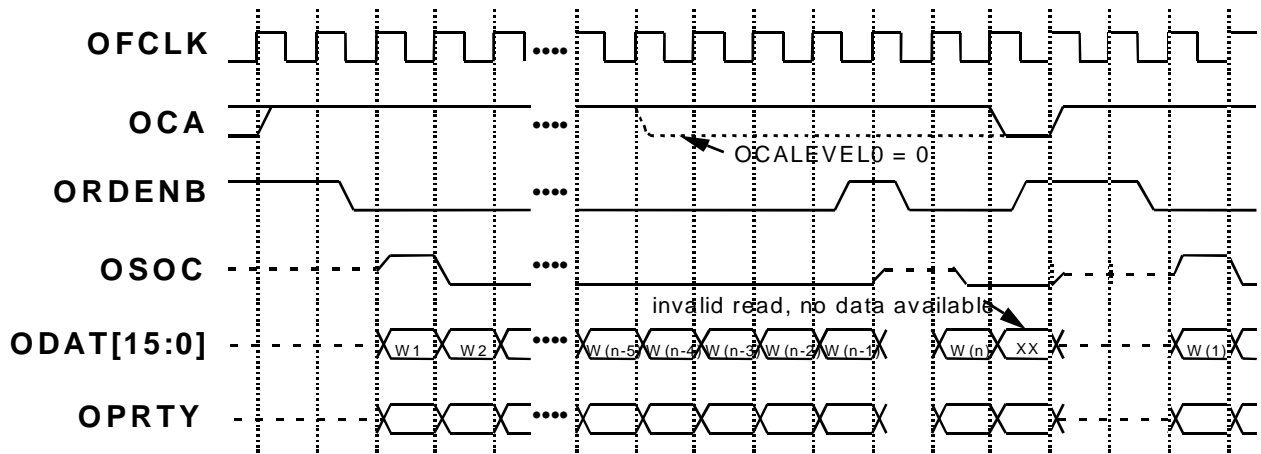 OFCLK
OCA
OCALEVEL0 = 0
ORDENB
OSOC
invalid read, no data available
ODAT[15:0]
W1 W2 W(n-5) W(n-4) W(n-3) W(n-2) W(n-1) W(n) XX W(1)
OPRTY